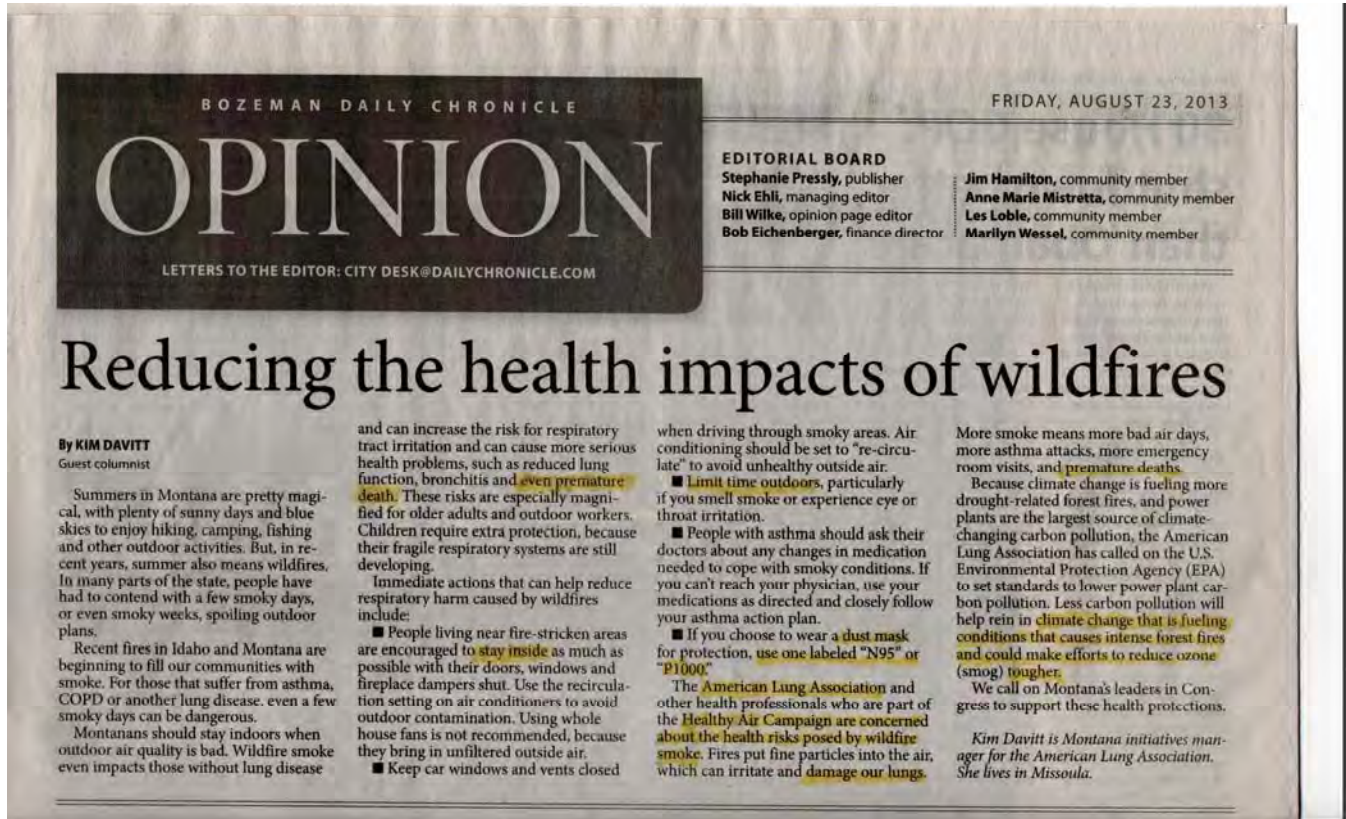 BOZEMAN DAILY CHRONICLE
OPINION
LETTERS TO THE EDITOR: CITY DESK@DAILYCHRONICLE.COM
FRIDAY, AUGUST 23, 2013
EDITORIAL BOARD
Stephanie Pressly, publisher
Nick Ehli, managing editor
Bill Wilke, opinion page editor
Bob Eichenberger, finance director
Jim Hamilton, community member
Anne Marie Mistretta, community member
Les Loble, community member
Marilyn Wessel, community member
Reducing the health impacts of wildfires
By KIM DAVITT
Guest columnist
Summers in Montana are pretty magi-
cal, with plenty of sunny days and blue
skies to enjoy hiking, camping, fishing
and other outdoor activities. But, in re-
cent years, summer also means wildfires.
In many parts of the state, people have
had to contend with a few smoky days,
or even smoky weeks, spoiling outdoor
plans.
Recent fires in Idaho and Montana are
beginning to fill our communities with
smoke. For those that suffer from asthma,
COPD or another lung disease, even a few
smoky days can be dangerous.
Montanans should stay indoors when
outdoor air quality is bad. Wildfire smoke
even impacts those without lung disease
and can increase the risk for respiratory
tract irritation and can cause more serious
health problems, such as reduced lung
function, bronchitis and even premature
death. These risks are especially magni-
fied for older adults and outdoor workers.
Children require extra protection, because
their fragile respiratory systems are still
developing.
Immediate actions that can help reduce
respiratory harm caused by wildfires
include:
■ People living near fire-stricken areas
are encouraged to stay inside as much as
possible with their doors, windows and
fireplace dampers shut. Use the recircula-
tion setting on air conditioners to avoid
outdoor contamination. Using whole
house fans is not recommended, because
they bring in unfiltered outside air.
■ Keep car windows and vents closed
when driving through smoky areas. Air
conditioning should be set to "re-circu-
late" to avoid unhealthy outside air.
■ Limit time outdoors, particularly
if you smell smoke or experience eye or
throat irritation.
■ People with asthma should ask their
doctors about any changes in medication
needed to cope with smoky conditions. If
you can't reach your physician, use your
medications as directed and closely follow
your asthma action plan.
■ If you choose to wear a dust mask
for protection, use one labeled "N95" or
"P1000."
The American Lung Association and
other health professionals who are part of
the Healthy Air Campaign are concerned
about the health risks posed by wildfire
smoke. Fires put fine particles into the air,
which can irritate and damage our lungs.
More smoke means more bad air days,
more asthma attacks, more emergency
room visits, and premature deaths.
Because climate change is fueling more
drought-related forest fires, and power
plants are the largest source of climate-
changing carbon pollution, the American
Lung Association has called on the U.S.
Environmental Protection Agency (EPA)
to set standards to lower power plant car-
bon pollution. Less carbon pollution will
help rein in climate change that is fueling
conditions that causes intense forest fires
and could make efforts to reduce ozone
(smog) tougher.
We call on Montana's leaders in Con-
gress to support these health protections.
Kim Davitt is Montana initiatives man-
ager for the American Lung Association.
She lives in Missoula.